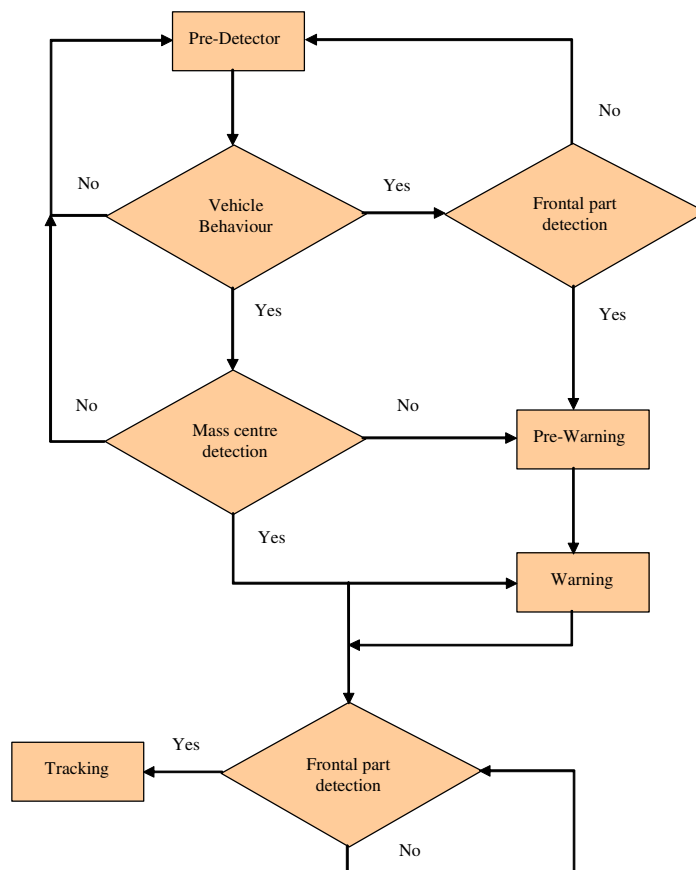 Pre-Detector
No
No
Yes
Vehicle
Behaviour
Frontal part
detection
Yes
Yes
No
No
Mass centre
detection
Pre-Warning
Yes
Warning
Yes
Tracking
Frontal part
detection
No